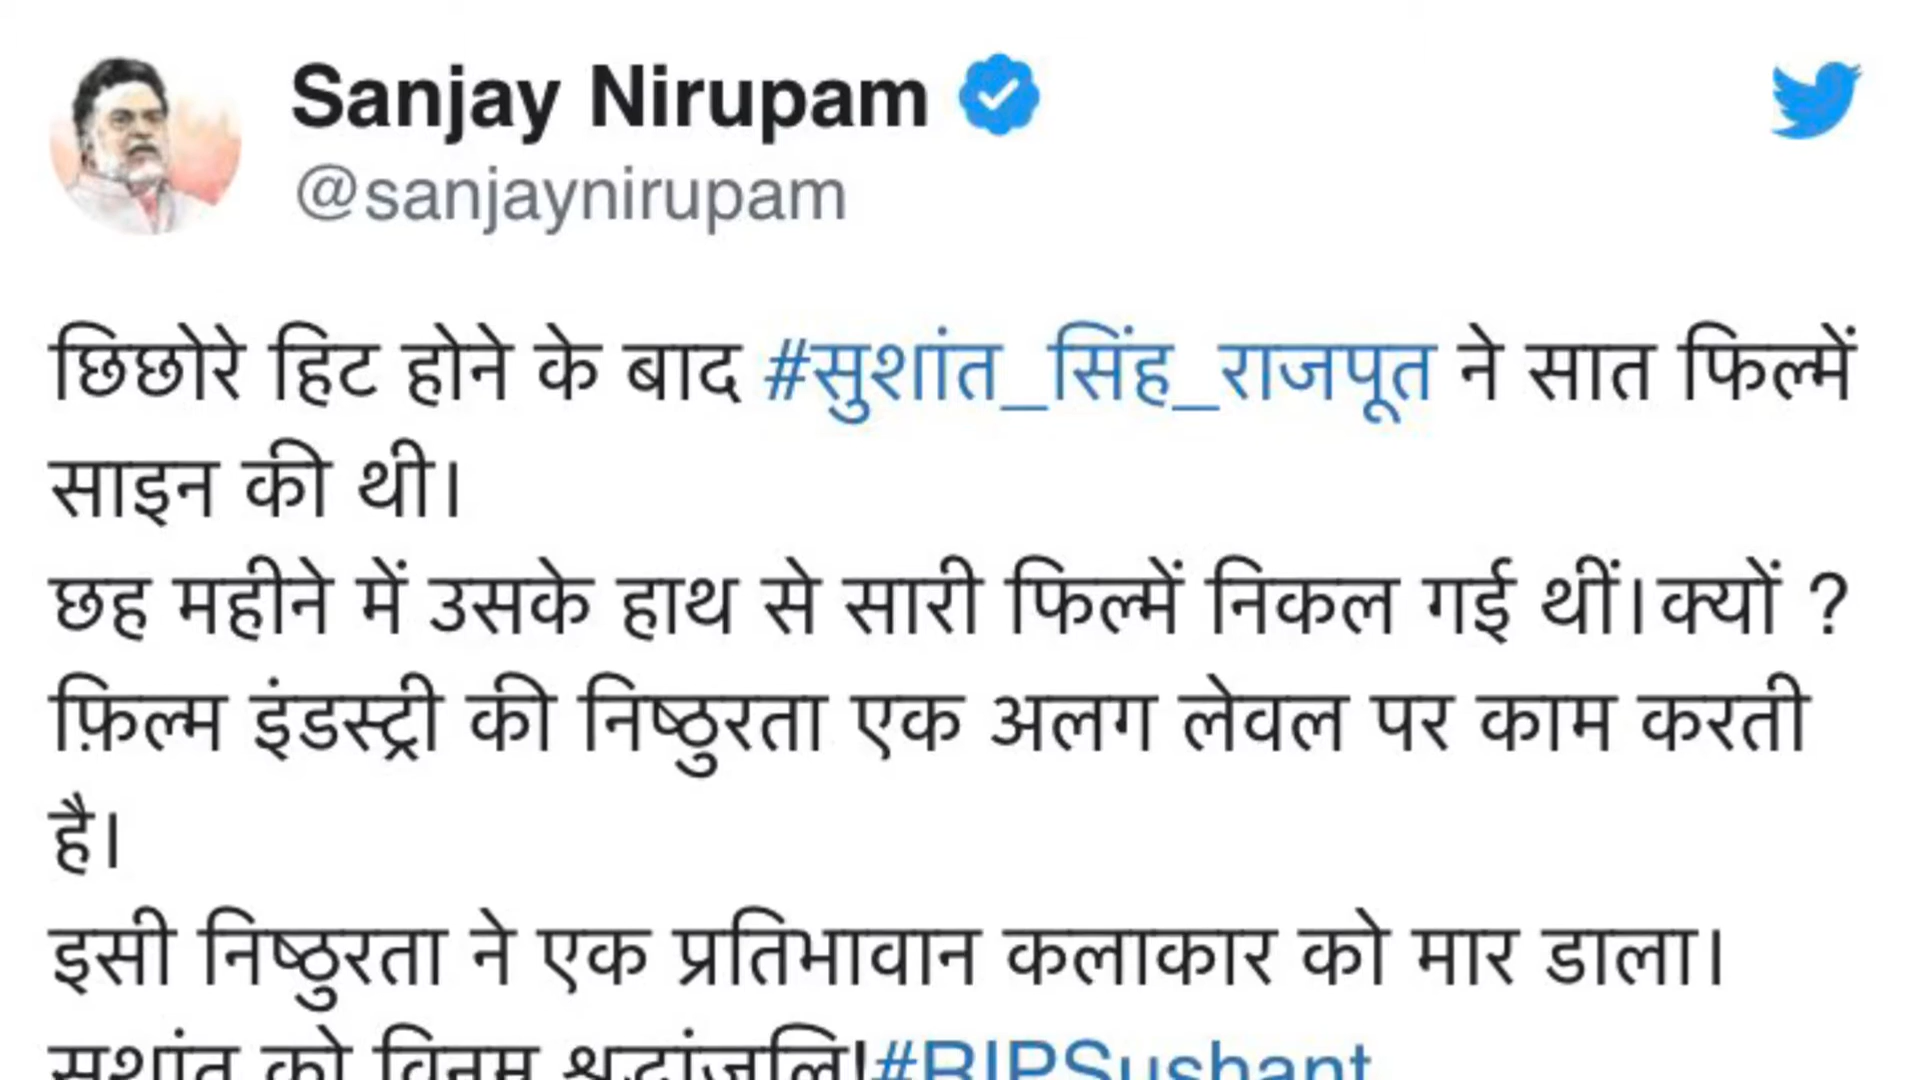 Sanjay Nirupam
@sanjaynirupam
छिछोरे हिट होने के बाद #सुशांत_सिंह_राजपूत ने सात फिल्में
साइन की थी।
छह महीने में उसके हाथ से सारी फिल्में निकल गई थीं।क्यों ?
फ़िल्म इंडस्ट्री की निष्ठुरता एक अलग लेवल पर काम करती
है।
इसी निष्ठुरता ने एक प्रतिभावान कलाकार को मार डाला।
सुशांत को विनम्र श्रद्धांजलि!#RIPSushant